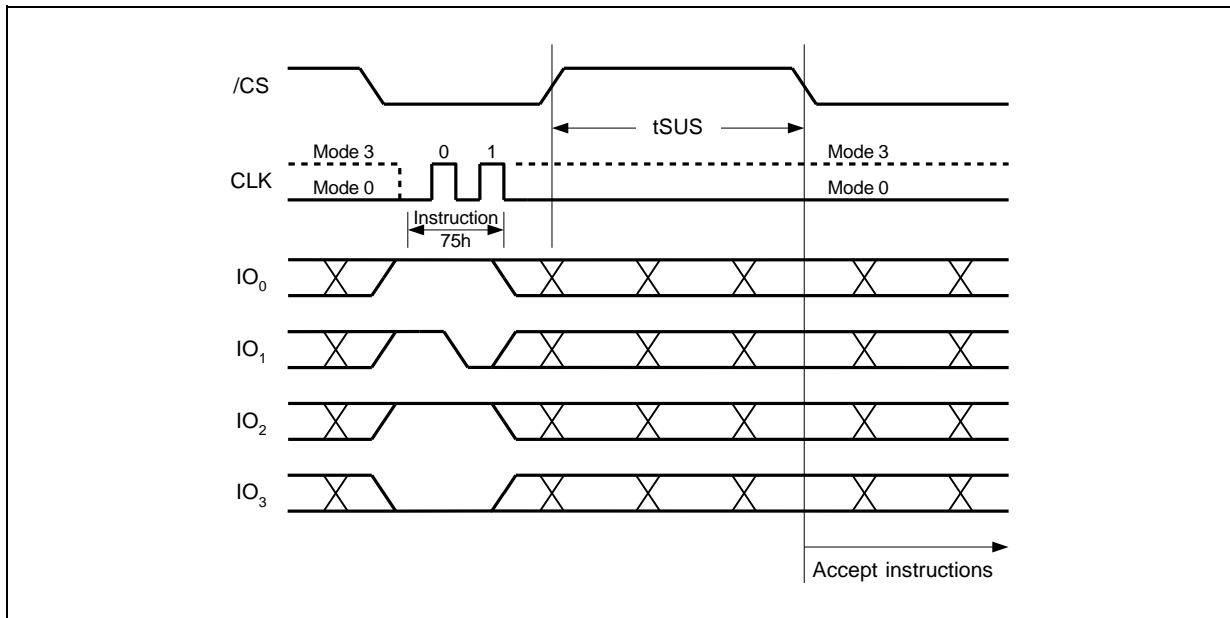 /CS
tSUS
Mode 3 0 1 Mode 3
CLK
Mode 0 Mode 0
Instruction
75h
IO0
IO1
IO2
IO3
Accept instructions